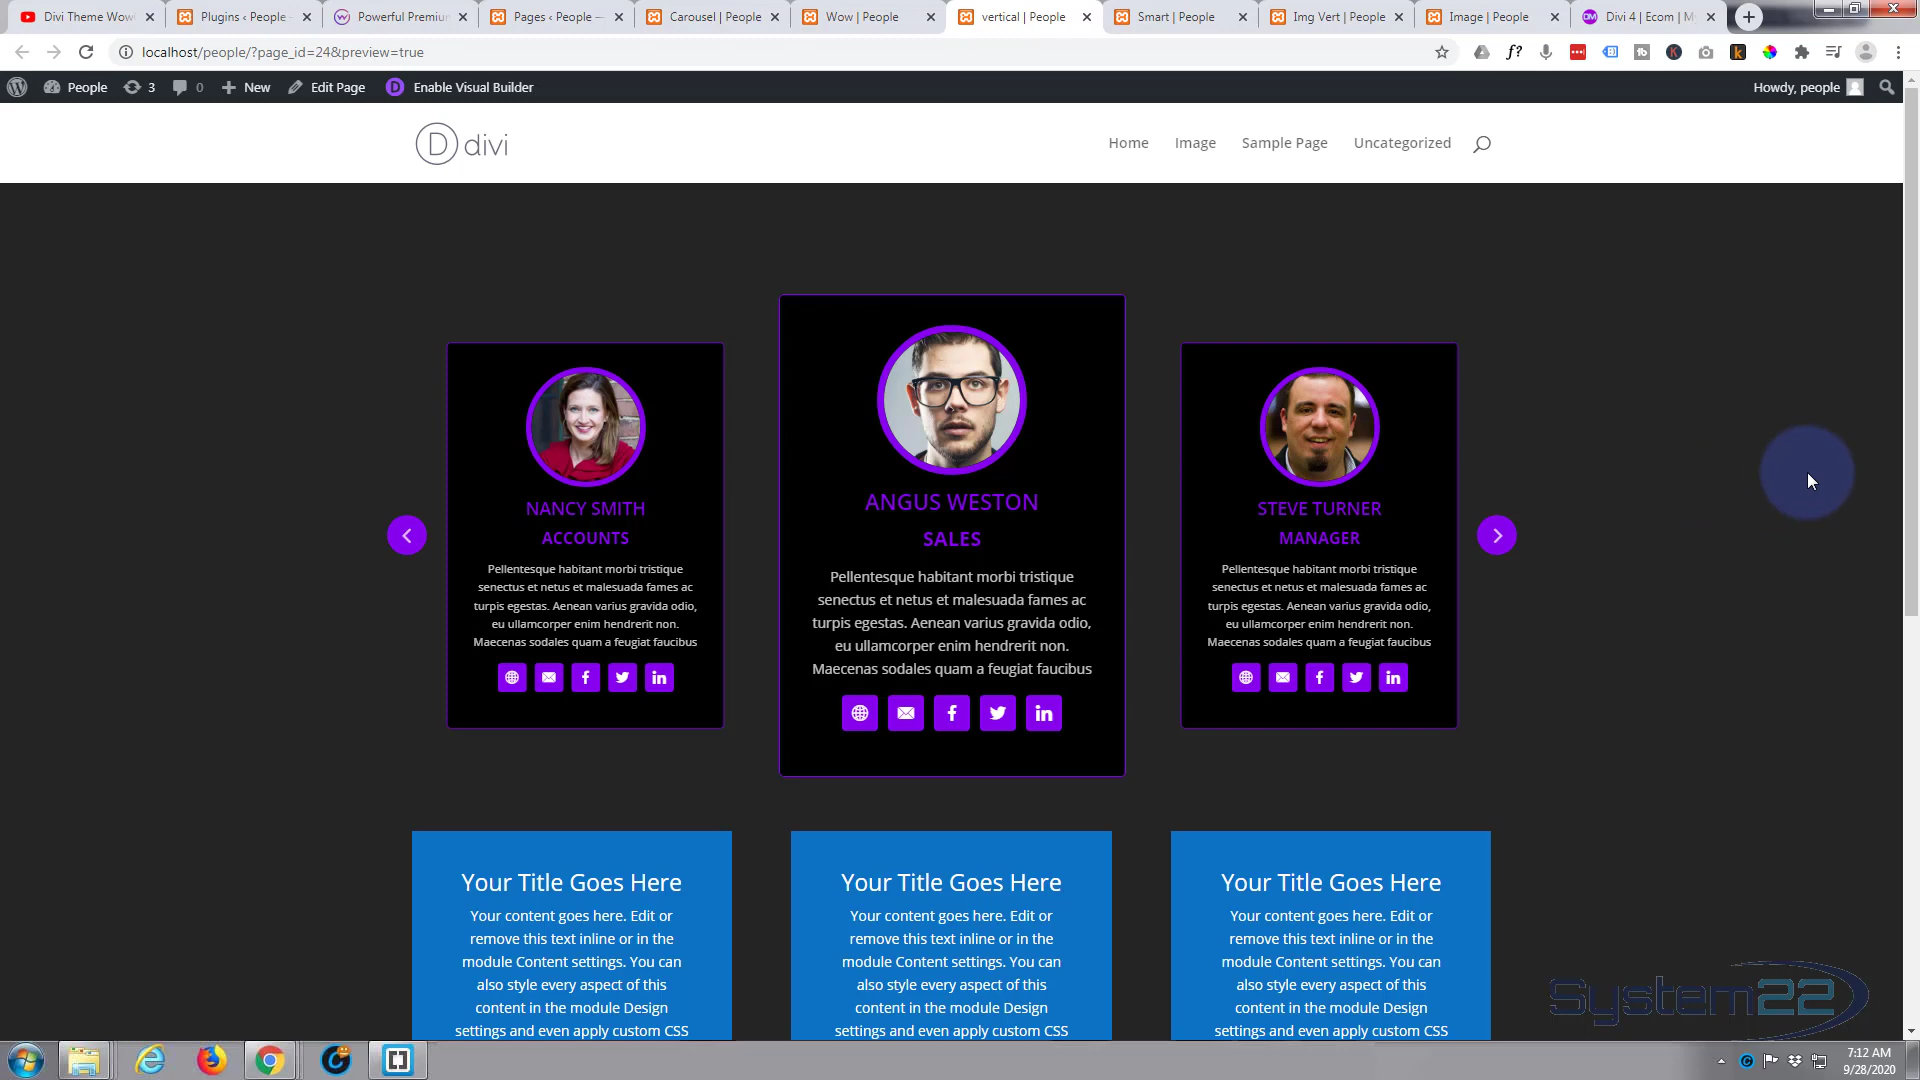 Divi Theme Wow
Plugins ‹ People
Powerful Premiu
Pages ‹ People —
Carousel | People
Wow | People
vertical | People
Smart | People
Img Vert | People
Image | People
Divi 4 | Ecom | M
localhost/people/?page_id=24&preview=true
People
3
0
New
Edit Page
Enable Visual Builder
Howdy, people
divi
Home
Image
Sample Page
Uncategorized
NANCY SMITH
ACCOUNTS
Pellentesque habitant morbi tristique
senectus et netus et malesuada fames ac
turpis egestas. Aenean varius gravida odio,
eu ullamcorper enim hendrerit non.
Maecenas sodales quam a feugiat faucibus
ANGUS WESTON
SALES
Pellentesque habitant morbi tristique
senectus et netus et malesuada fames ac
turpis egestas. Aenean varius gravida odio,
eu ullamcorper enim hendrerit non.
Maecenas sodales quam a feugiat faucibus
STEVE TURNER
MANAGER
Pellentesque habitant morbi tristique
senectus et netus et malesuada fames ac
turpis egestas. Aenean varius gravida odio,
eu ullamcorper enim hendrerit non.
Maecenas sodales quam a feugiat faucibus
Your Title Goes Here
Your content goes here. Edit or
remove this text inline or in the
module Content settings. You can
also style every aspect of this
content in the module Design
settings and even apply custom CSS
Your Title Goes Here
Your content goes here. Edit or
remove this text inline or in the
module Content settings. You can
also style every aspect of this
content in the module Design
settings and even apply custom CSS
Your Title Goes Here
Your content goes here. Edit or
remove this text inline or in the
module Content settings. You can
also style every aspect of this
content in the module Design
settings and even apply custom CSS
System22
7:12 AM
9/28/2020